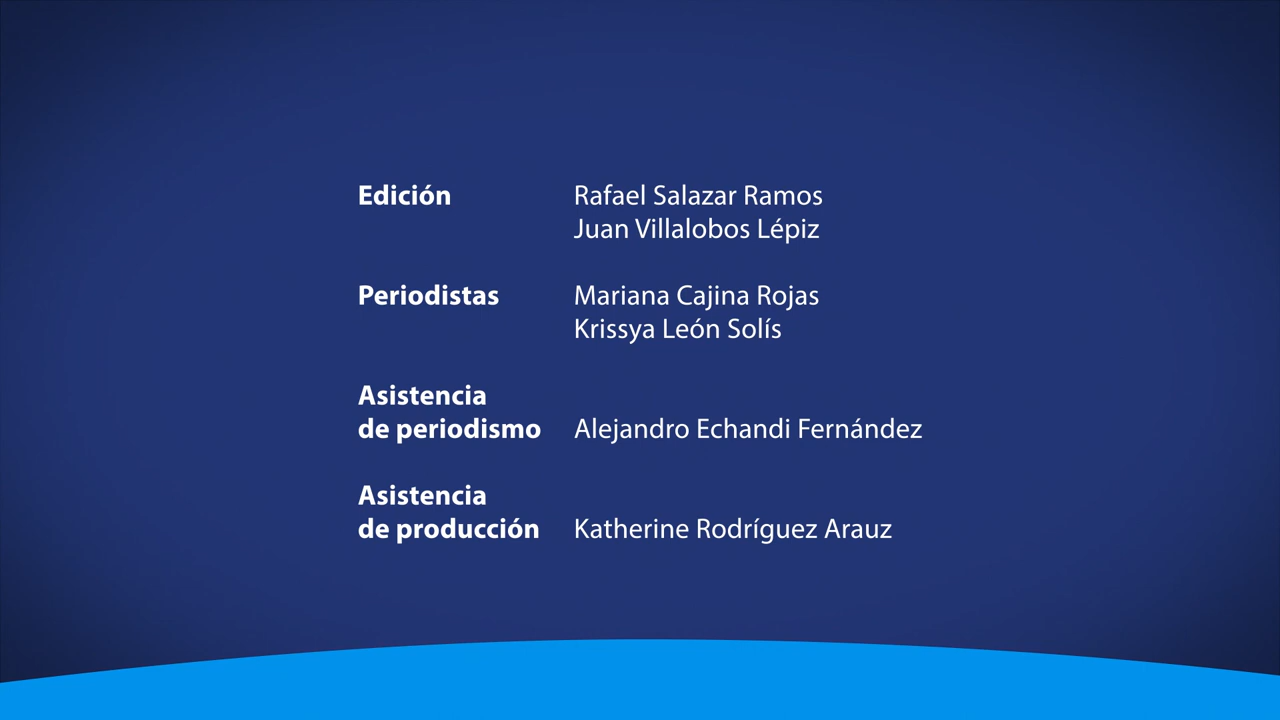 Edición Rafael Salazar Ramos
Juan Villalobos Lépiz
Periodistas Mariana Cajina Rojas
Krissya León Solís
Asistencia
de periodismo Alejandro Echandi Fernández
Asistencia
de producción Katherine Rodríguez Arauz